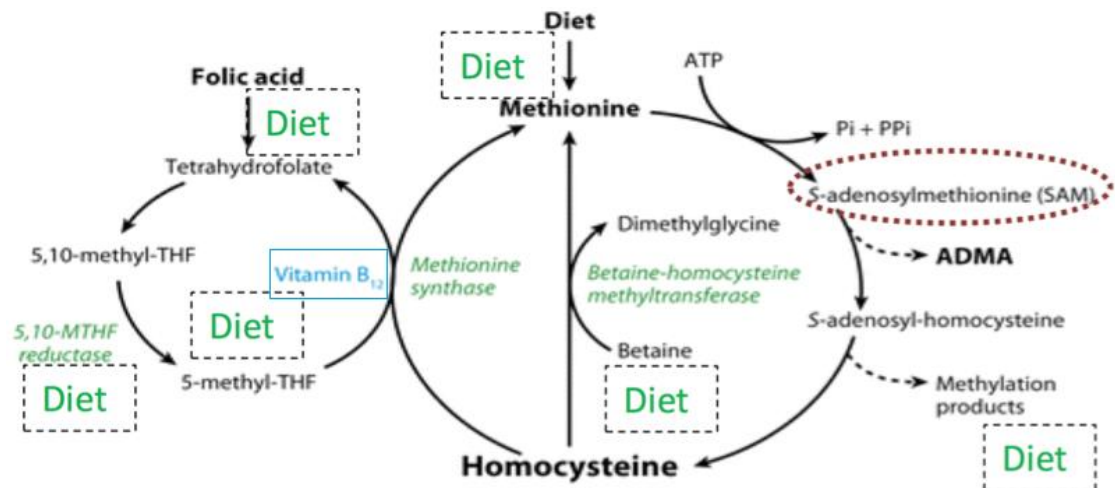 Diet
Diet
ATP
Folic acid
Diet
Methionine
Pi + PPi
Tetrahydrofolate
S-adenosylmethionine (SAM)
Dimethylglycine
5,10-methyl-THF
Vitamin B₁₂
Methionine
synthase
Betaine-homocysteine
methyltransferase
ADMA
Diet
5,10-MTHF
reductase
S-adenosyl-homocysteine
Betaine
5-methyl-THF
Diet
Diet
Methylation
products
Homocysteine
Diet